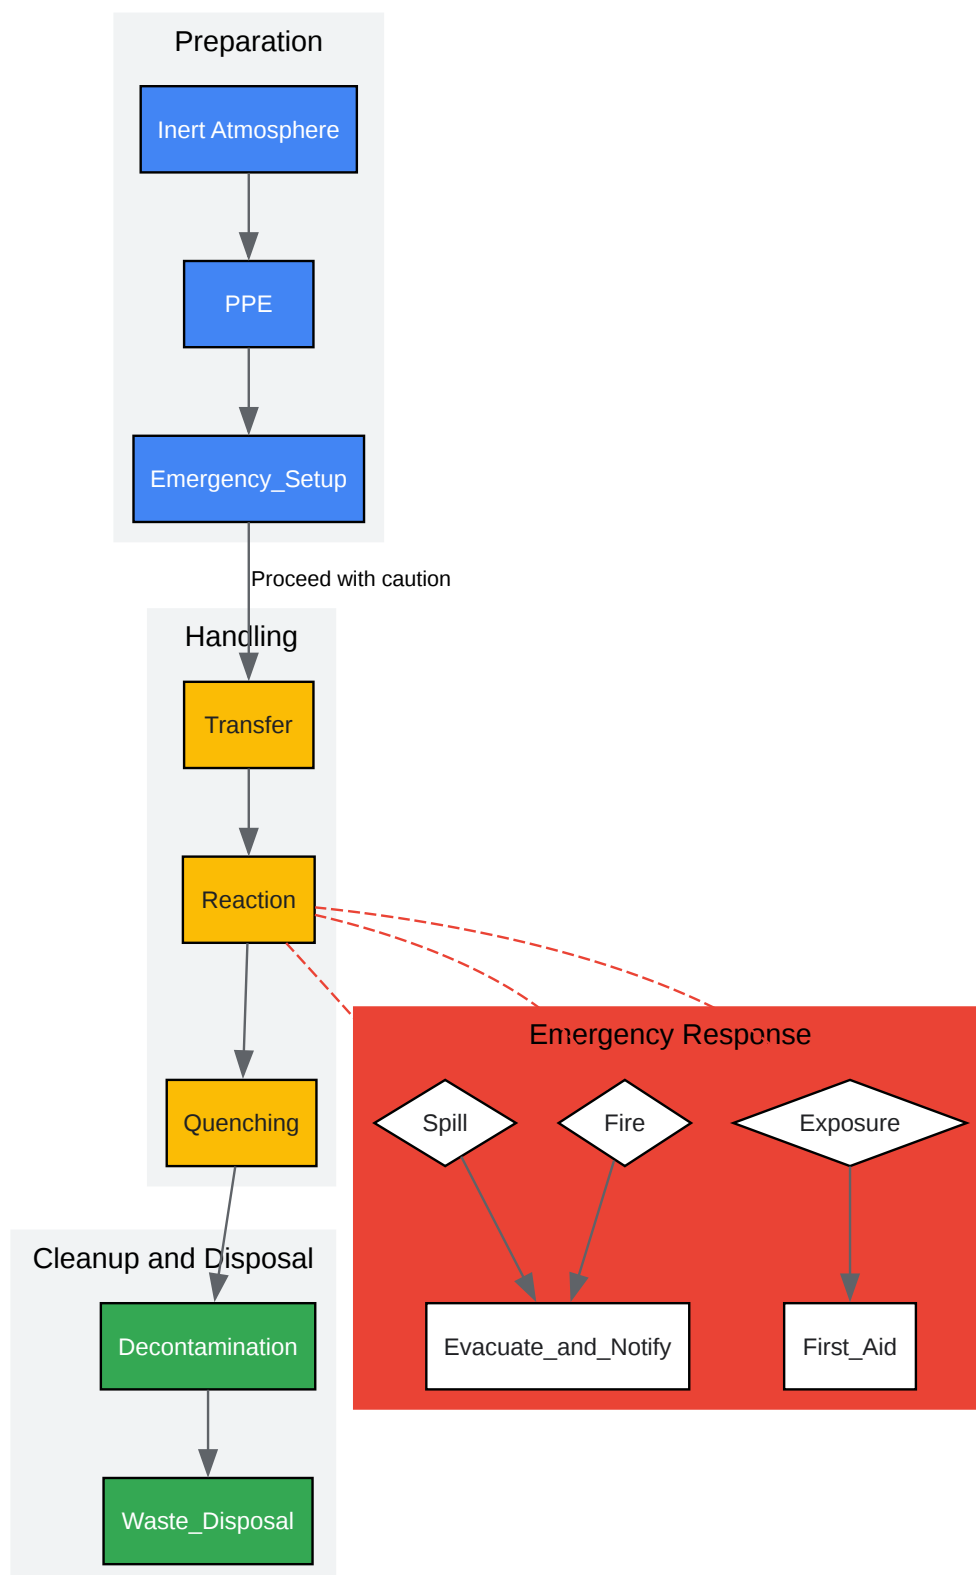 Preparation
Inert Atmosphere
PPE
Emergency_Setup
Proceed with caution
Handling
Transfer
Reaction
Quenching
Emergency Response
Spill
Fire
Exposure
Evacuate_and_Notify
First_Aid
Cleanup and Disposal
Decontamination
Waste_Disposal